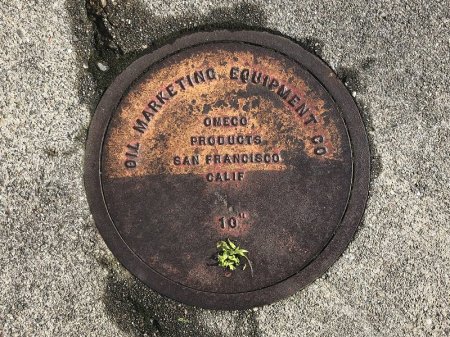 OIL MARKETING EQUIPMENT CO
OMECO
PRODUCTS
SAN FRANCISCO
CALIF
10"